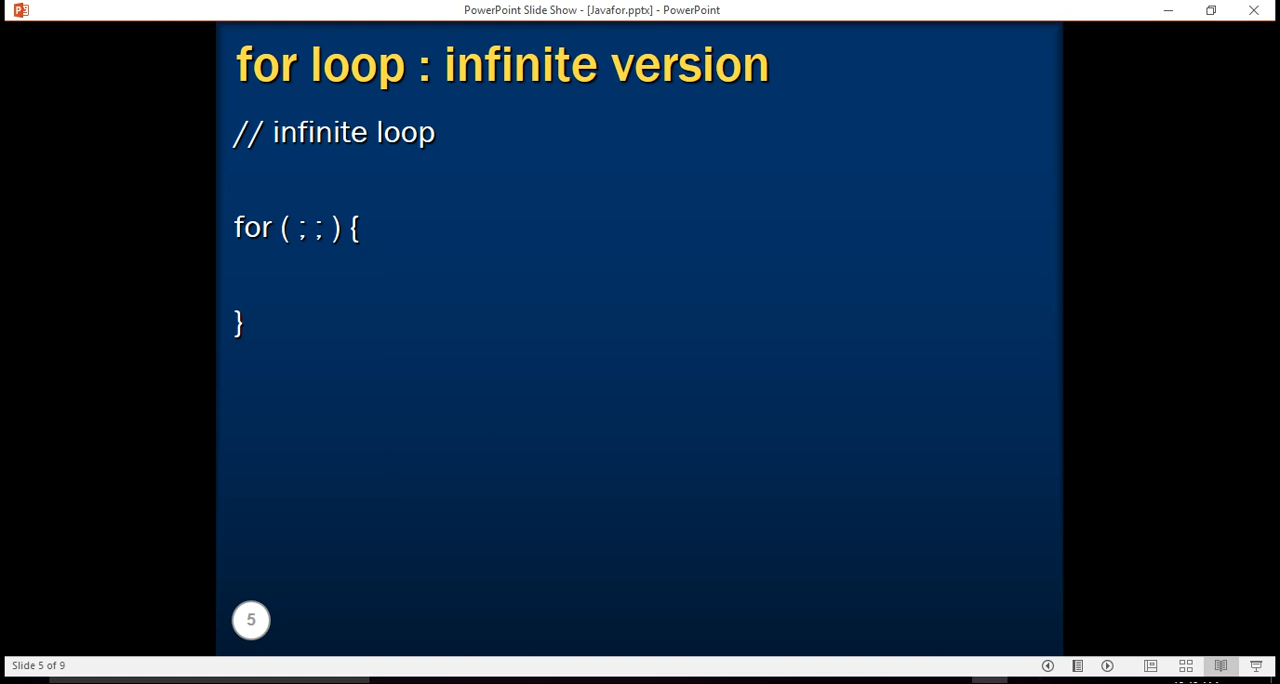 PowerPoint Slide Show - [Javafor.pptx] - PowerPoint
for loop : infinite version
// infinite loop
for ( ; ; ) {
}
5
Slide 5 of 9